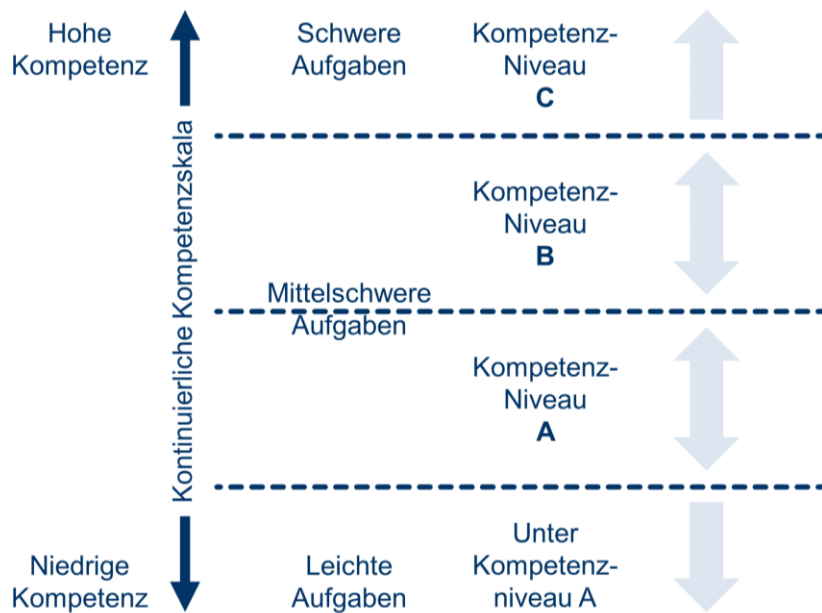 Hohe
Kompetenz
Schwere
Aufgaben
Kompetenz-
Niveau
C
Kontinuierliche Kompetenzskala
Kompetenz-
Niveau
B
Mittelschwere
Aufgaben
Kompetenz-
Niveau
A
Niedrige
Kompetenz
Leichte
Aufgaben
Unter
Kompetenz-
niveau A